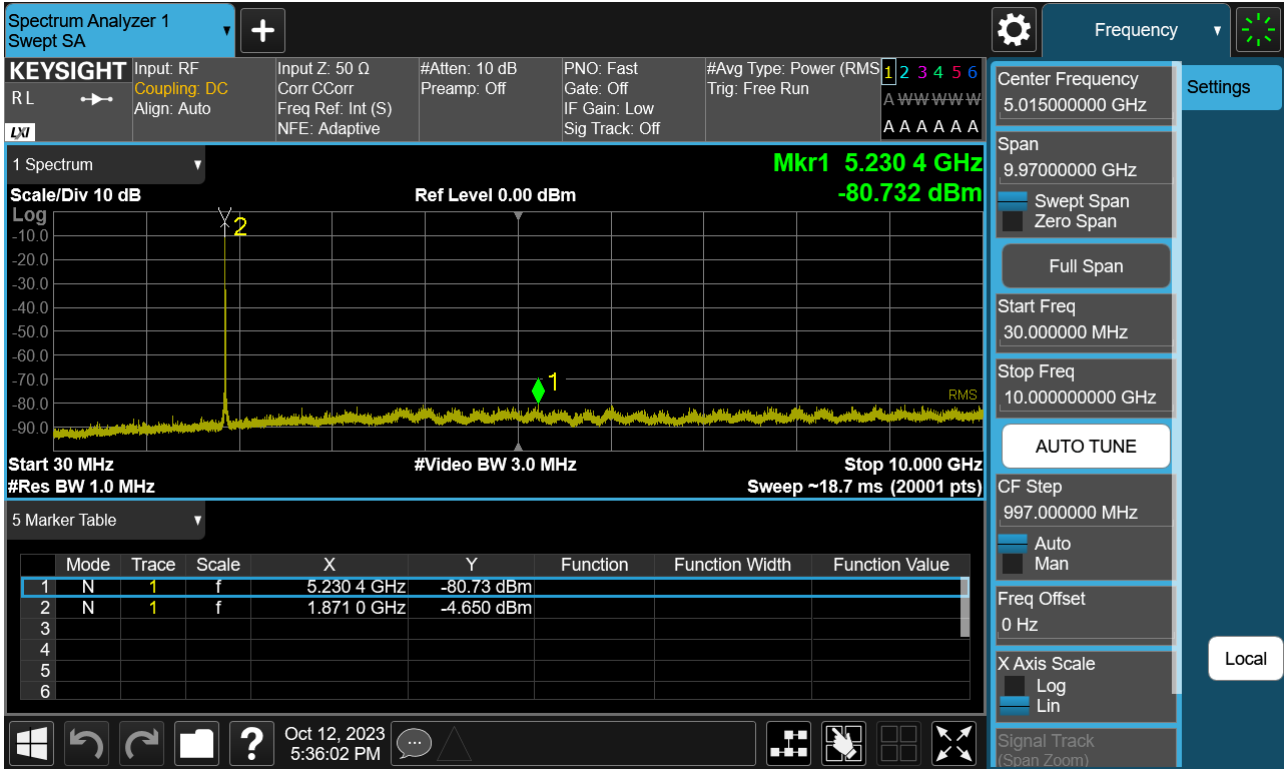 Spectrum Analyzer 1
Swept SA
Frequency
KEYSIGHT
R L
LXI
Input: RF
Coupling: DC
Align: Auto
Input Z: 50 Ω
Corr CCorr
Freq Ref: Int (S)
NFE: Adaptive
#Atten: 10 dB
Preamp: Off
PNO: Fast
Gate: Off
IF Gain: Low
Sig Track: Off
#Avg Type: Power (RMS
Trig: Free Run
1 2 3 4 5 6
A W W W W W
A A A A A A
1 Spectrum
Mkr1 5.230 4 GHz
Scale/Div 10 dB
Ref Level 0.00 dBm
-80.732 dBm
Log
2
-10.0
-20.0
-30.0
-40.0
-50.0
-60.0
-70.0
1
-80.0
RMS
-90.0
Start 30 MHz
#Video BW 3.0 MHz
Stop 10.000 GHz
#Res BW 1.0 MHz
Sweep ~18.7 ms (20001 pts)
5 Marker Table
Mode Trace Scale X Y Function Function Width Function Value
1 N 1 f 5.230 4 GHz -80.73 dBm
2 N 1 f 1.871 0 GHz -4.650 dBm
3
4
5
6
?
Oct 12, 2023
5:36:02 PM
Center Frequency
5.015000000 GHz
Span
9.97000000 GHz
Swept Span
Zero Span
Full Span
Start Freq
30.000000 MHz
Stop Freq
10.000000000 GHz
AUTO TUNE
CF Step
997.000000 MHz
Auto
Man
Freq Offset
0 Hz
X Axis Scale
Log
Lin
Signal Track
(Span Zoom)
Settings
Local